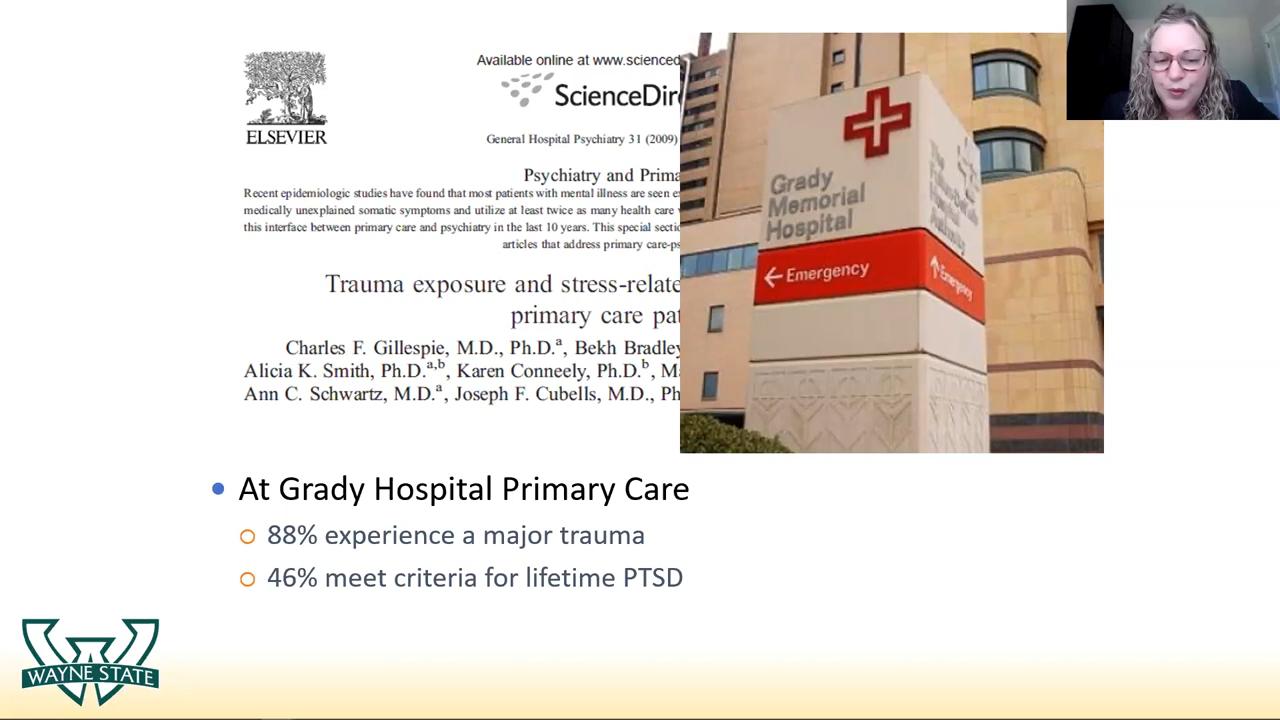 ELSEVIER
Available online at www.scienced
ScienceDire
General Hospital Psychiatry 31 (2009)
Psychiatry and Prima
Recent epidemiologic studies have found that most patients with mental illness are seen e
medically unexplained somatic symptoms and utilize at least twice as many health care
this interface between primary care and psychiatry in the last 10 years. This special secti
articles that address primary care-ps
Trauma exposure and stress-relate
primary care pat
Charles F. Gillespie, M.D., Ph.D.ᵃ, Bekh Bradley
Alicia K. Smith, Ph.D.ᵃ,ᵇ, Karen Conneely, Ph.D.ᵇ, M
Ann C. Schwartz, M.D.ᵃ, Joseph F. Cubells, M.D., Ph
Grady
Memorial
Hospital
← Emergency
↑ Emergency
• At Grady Hospital Primary Care
○ 88% experience a major trauma
○ 46% meet criteria for lifetime PTSD
WAYNE STATE